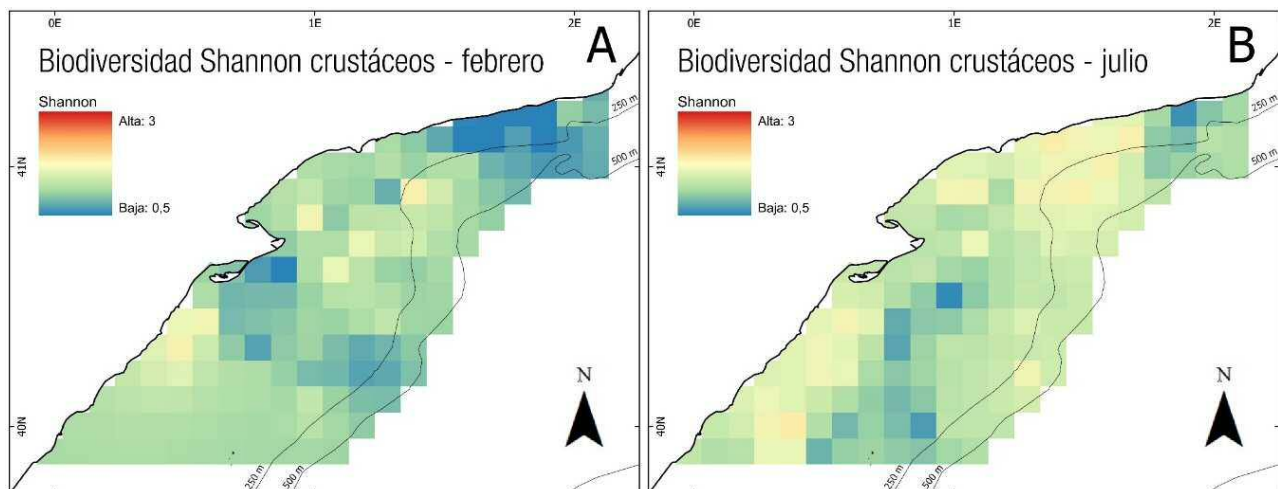 0E
1E
2E
A
Biodiversidad Shannon crustáceos - febrero
Shannon
Alta: 3
Baja: 0,5
41N
40N
250 m
500 m
N
250 m
500 m
0E
1E
2E
B
Biodiversidad Shannon crustáceos - julio
Shannon
Alta: 3
Baja: 0,5
41N
40N
250 m
500 m
N
250 m
500 m